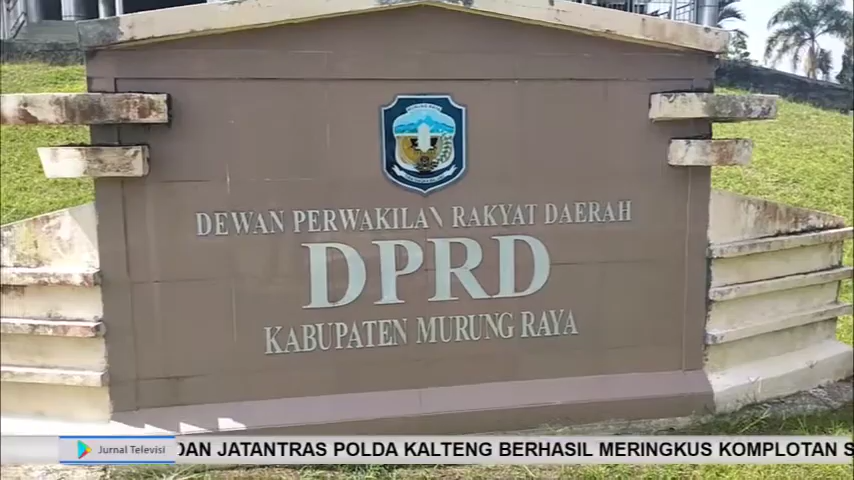 DEWAN PERWAKILAN RAKYAT DAERAH
DPRD
KABUPATEN MURUNG RAYA
Jurnal Televisi
DAN JATANTRAS POLDA KALTENG BERHASIL MERINGKUS KOMPLOTAN S